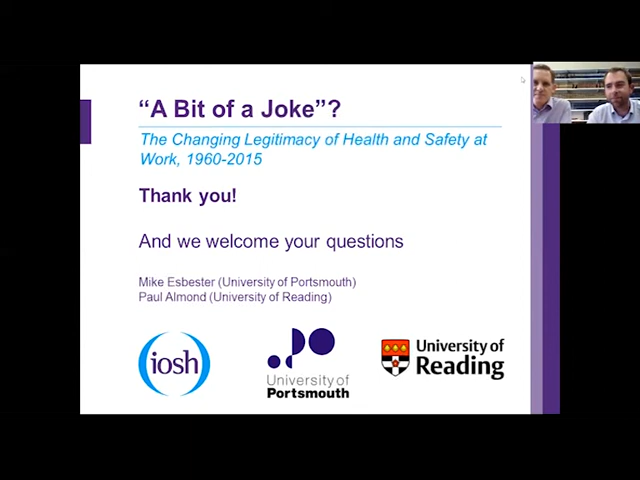 “A Bit of a Joke”?
The Changing Legitimacy of Health and Safety at
Work, 1960-2015
Thank you!
And we welcome your questions
Mike Esbester (University of Portsmouth)
Paul Almond (University of Reading)
iosh
University of
Portsmouth
University of
Reading